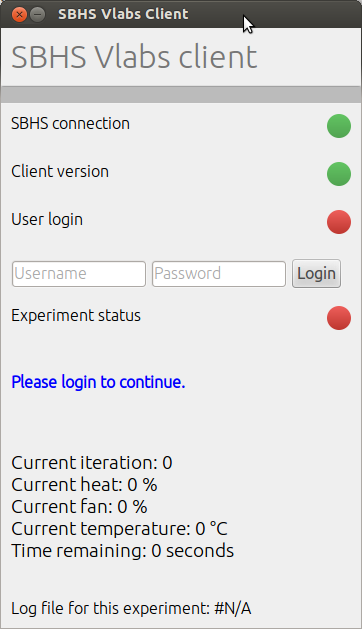 SBHS Vlabs Client
SBHS Vlabs client
SBHS connection
Client version
User login
Username Password Login
Experiment status
Please login to continue.
Current iteration: 0
Current heat: 0 %
Current fan: 0 %
Current temperature: 0 °C
Time remaining: 0 seconds
Log file for this experiment: #N/A